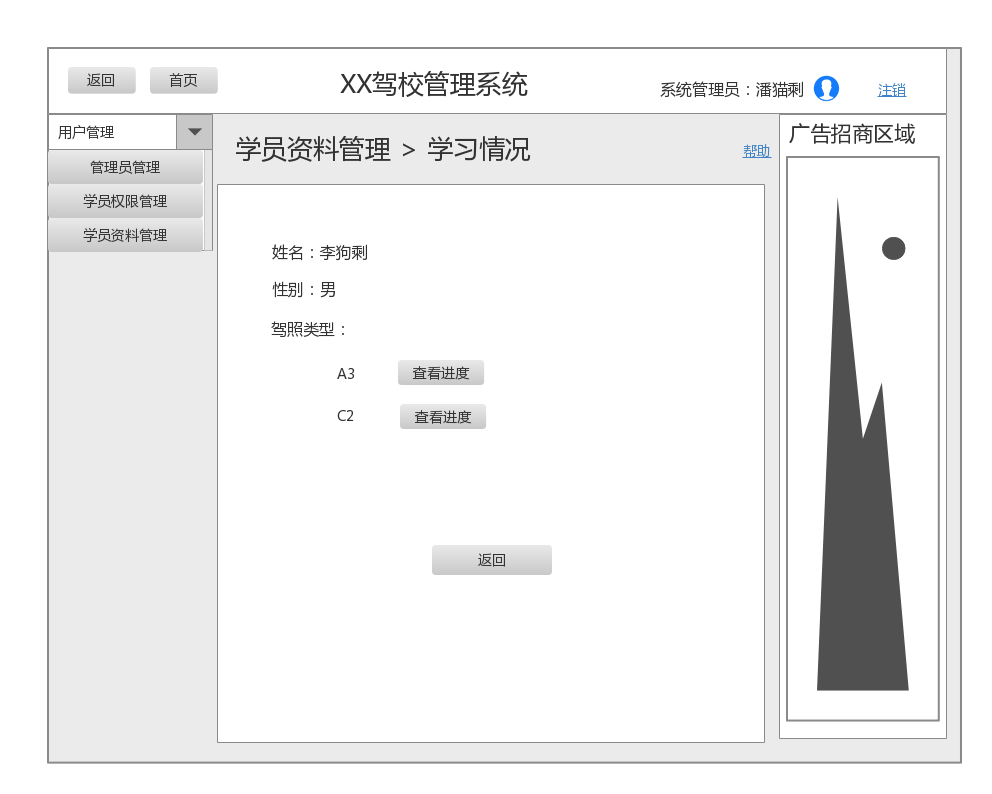 返回 首页 XX驾校管理系统 系统管理员：潘猫剩 注销
用户管理
管理员管理
学员权限管理
学员资料管理
学员资料管理 > 学习情况 帮助
姓名：李狗剩
性别：男
驾照类型：
A3 查看进度
C2 查看进度
返回
广告招商区域